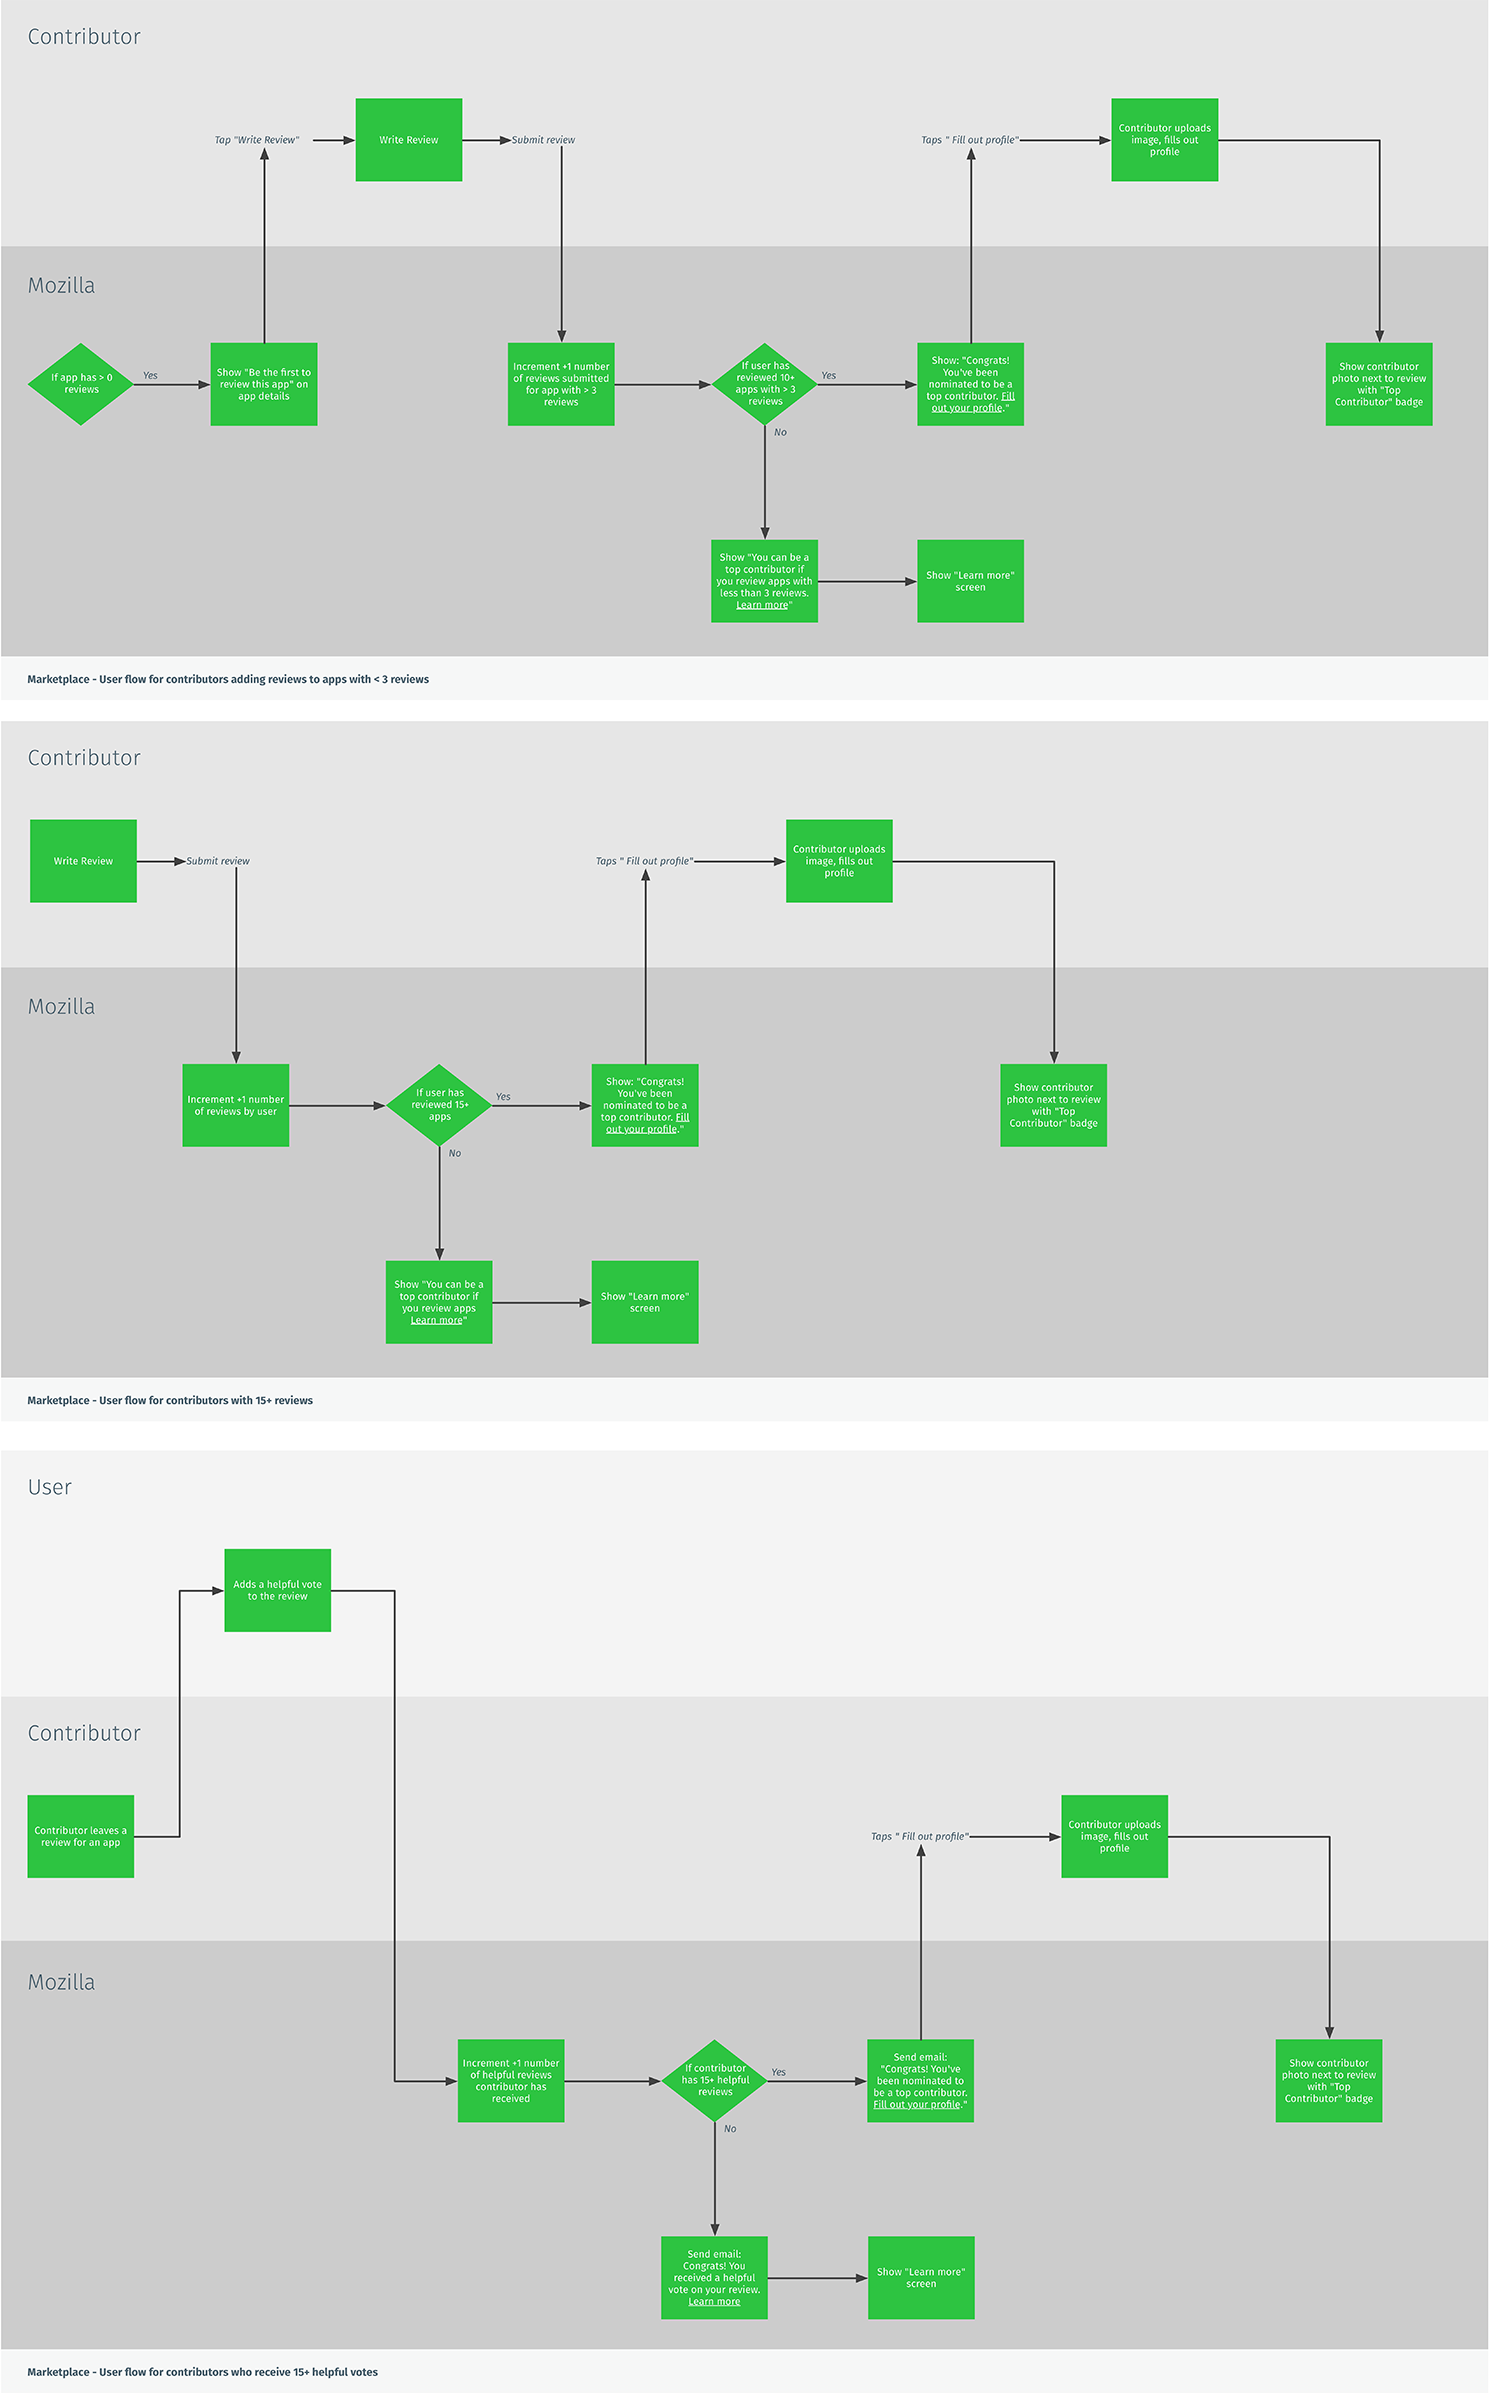 Contributor
Tap "Write Review"
Write Review
Submit review
Taps " Fill out profile"
Contributor uploads
image, fills out
profile
Mozilla
If app has > 0
reviews
Yes
Show "Be the first to
review this app" on
app details
Increment +1 number
of reviews submitted
for app with > 3
reviews
If user has
reviewed 10+
apps with > 3
reviews
Yes
No
Show: "Congrats!
You've been
nominated to be a
top contributor. Fill
out your profile."
Show contributor
photo next to review
with "Top
Contributor" badge
Show "You can be a
top contributor if
you review apps with
less than 3 reviews.
Learn more"
Show "Learn more"
screen
Marketplace - User flow for contributors adding reviews to apps with < 3 reviews
Contributor
Write Review
Submit review
Taps " Fill out profile"
Contributor uploads
image, fills out
profile
Mozilla
Increment +1 number
of reviews by user
If user has
reviewed 15+
apps
Yes
No
Show: "Congrats!
You've been
nominated to be a
top contributor. Fill
out your profile."
Show contributor
photo next to review
with "Top
Contributor" badge
Show "You can be a
top contributor if
you review apps
Learn more"
Show "Learn more"
screen
Marketplace - User flow for contributors with 15+ reviews
User
Adds a helpful vote
to the review
Contributor
Contributor leaves a
review for an app
Taps " Fill out profile"
Contributor uploads
image, fills out
profile
Mozilla
Increment +1 number
of helpful reviews
contributor has
received
If contributor
has 15+ helpful
reviews
Yes
No
Send email:
"Congrats! You've
been nominated to
be a top contributor.
Fill out your profile."
Show contributor
photo next to review
with "Top
Contributor" badge
Send email:
Congrats! You
received a helpful
vote on your review.
Learn more
Show "Learn more"
screen
Marketplace - User flow for contributors who receive 15+ helpful votes